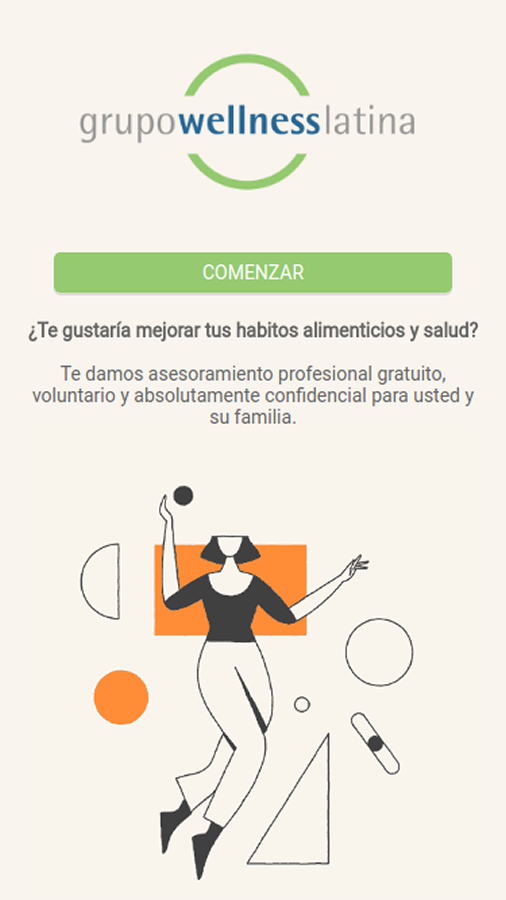 grupowellnesslatina
COMENZAR
¿Te gustaría mejorar tus habitos alimenticios y salud?
Te damos asesoramiento profesional gratuito,
voluntario y absolutamente confidencial para usted y
su familia.